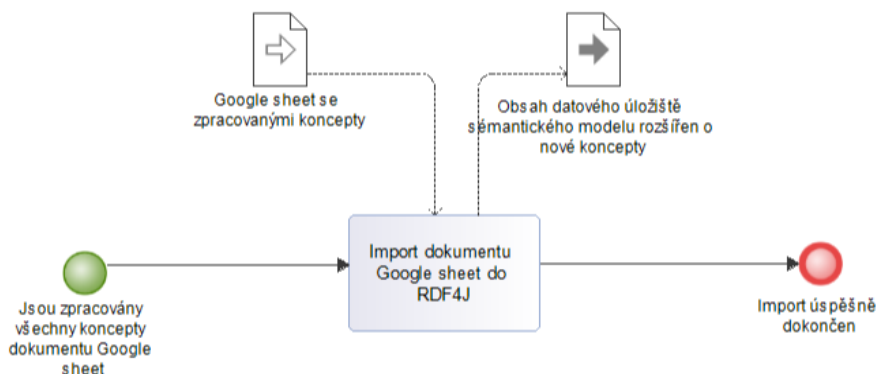 Google sheet se
zpracovanými koncepty
Obsah datového úložiště
sémantického modelu rozšířen o
nové koncepty
Import dokumentu
Google sheet do
RDF4J
Jsou zpracovány
všechny koncepty
dokumentu Google
sheet
Import úspěšně
dokončen